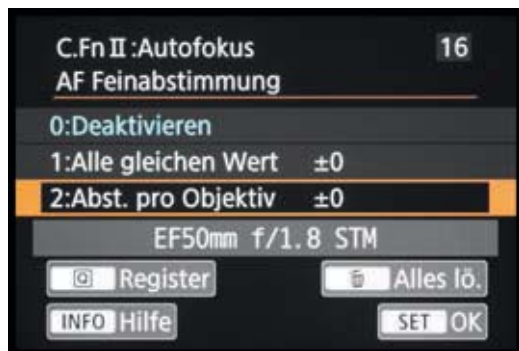 C.Fn II :Autofokus 16
AF Feinabstimmung
0:Deaktivieren
1:Alle gleichen Wert ±0
2:Abst. pro Objektiv ±0
EF50mm f/1.8 STM
Register Alles lö.
INFO Hilfe SET OK